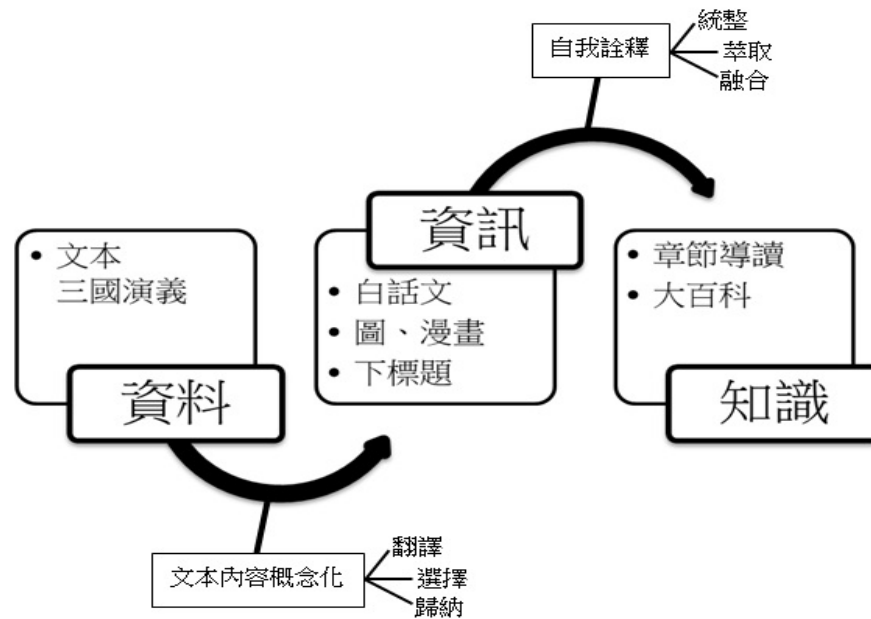 自我詮釋
統整
萃取
融合
資訊
• 文本
三國演義
資料
• 白話文
• 圖、漫畫
• 下標題
• 章節導讀
• 大百科
知識
文本內容概念化
翻譯
選擇
歸納